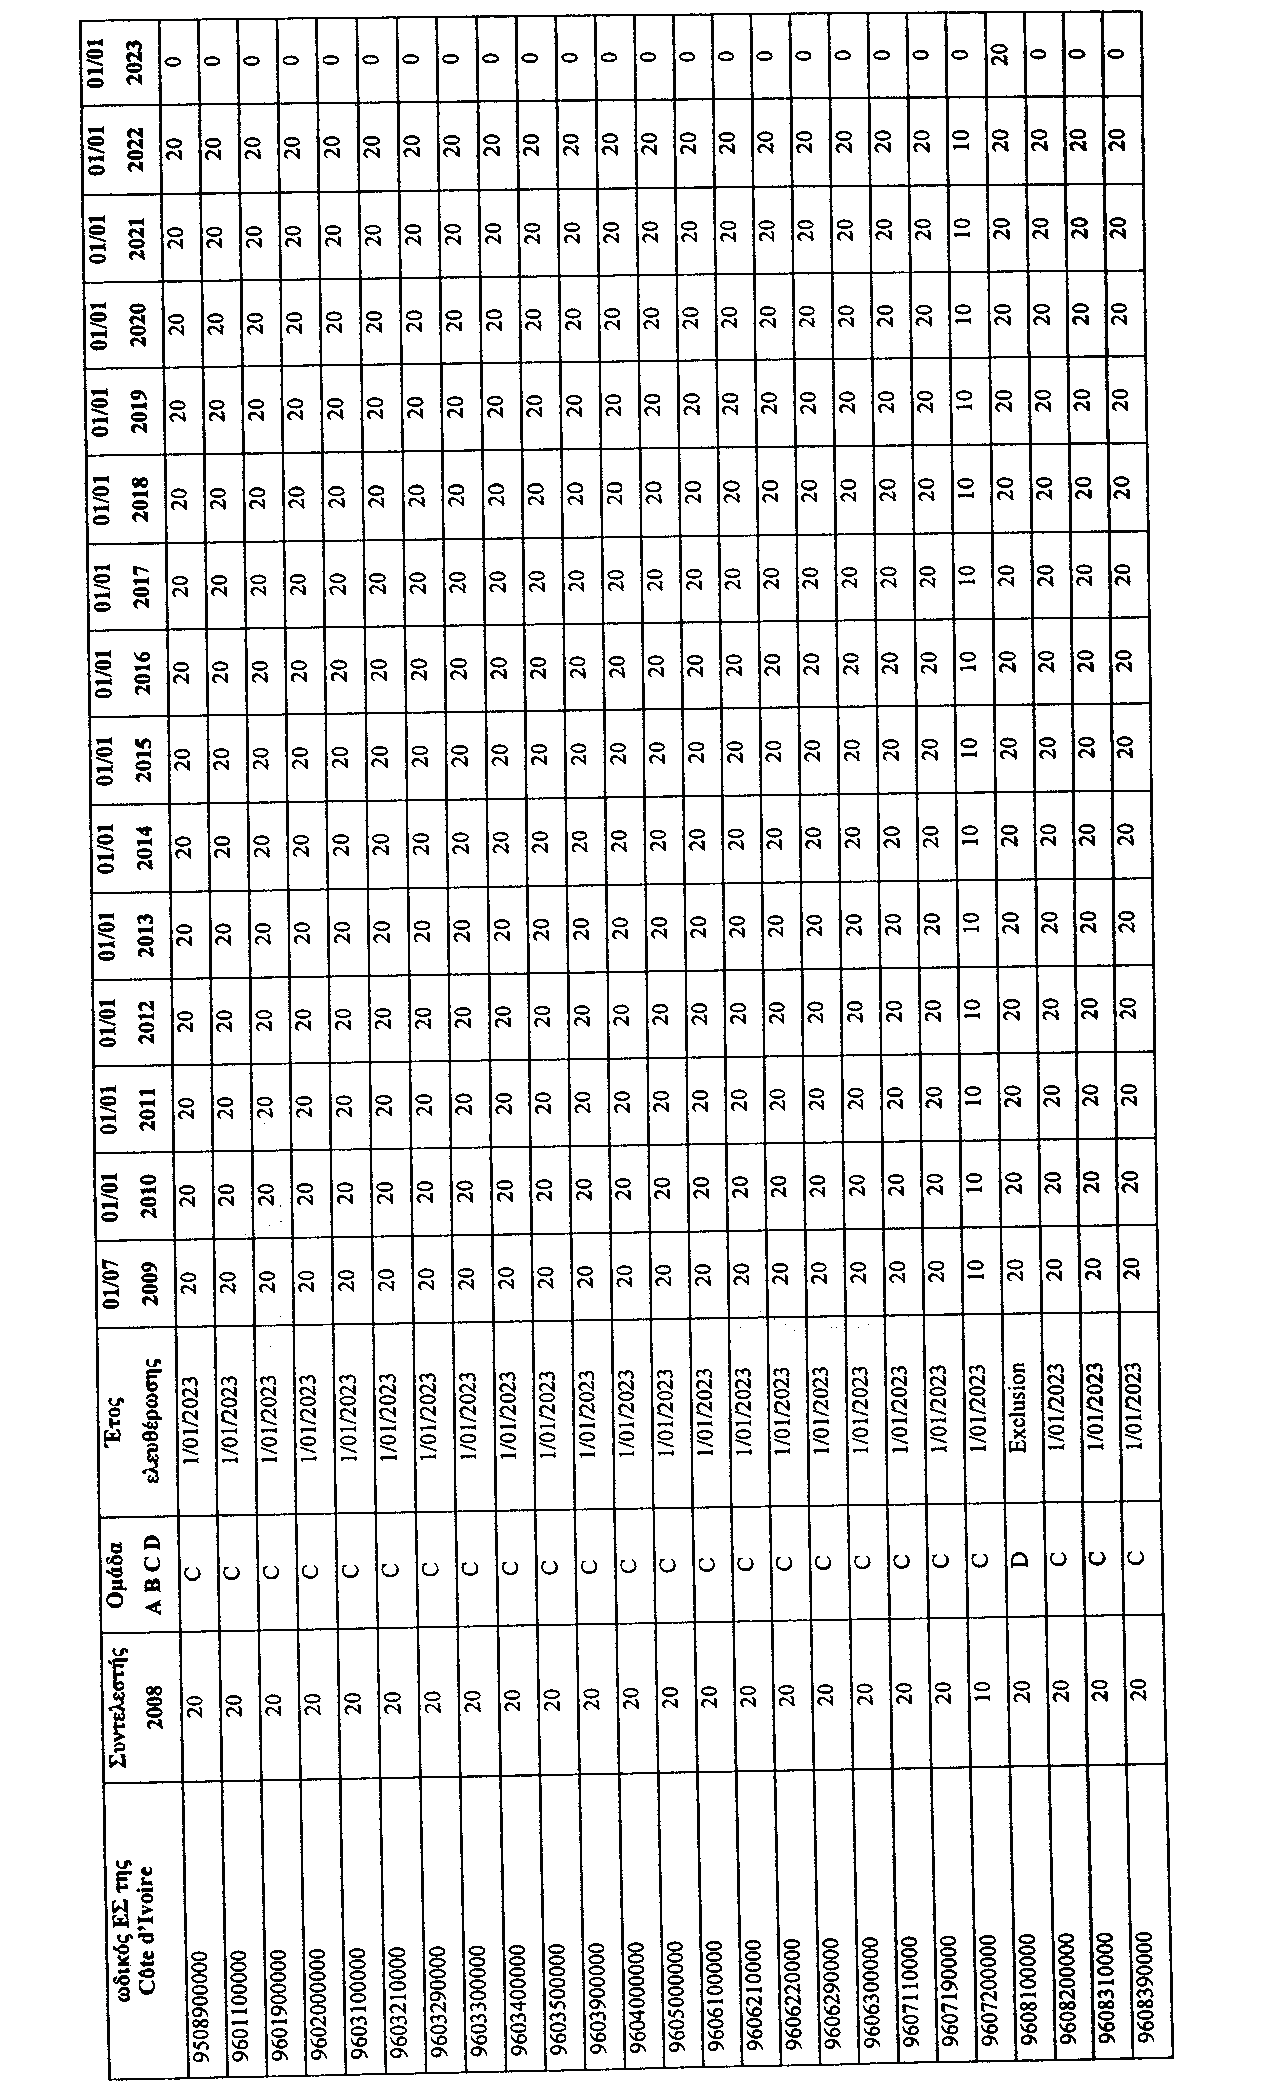 ωδικός ΕΣ της Côte d'Ivoire Συντελεστής 2008 Ομάδα A B C D Έτος ελευθέρωσης 01/07 2009 01/01 2010 01/01 2011 01/01 2012 01/01 2013 01/01 2014 01/01 2015 01/01 2016 01/01 2017 01/01 2018 01/01 2019 01/01 2020 01/01 2021 01/01 2022 01/01 2023
9508900000 20 C 1/01/2023 20 20 20 20 20 20 20 20 20 20 20 20 20 20 0
9601100000 20 C 1/01/2023 20 20 20 20 20 20 20 20 20 20 20 20 20 20 0
9601900000 20 C 1/01/2023 20 20 20 20 20 20 20 20 20 20 20 20 20 20 0
9602000000 20 C 1/01/2023 20 20 20 20 20 20 20 20 20 20 20 20 20 20 0
9603100000 20 C 1/01/2023 20 20 20 20 20 20 20 20 20 20 20 20 20 20 0
9603210000 20 C 1/01/2023 20 20 20 20 20 20 20 20 20 20 20 20 20 20 0
9603290000 20 C 1/01/2023 20 20 20 20 20 20 20 20 20 20 20 20 20 20 0
9603300000 20 C 1/01/2023 20 20 20 20 20 20 20 20 20 20 20 20 20 20 0
9603400000 20 C 1/01/2023 20 20 20 20 20 20 20 20 20 20 20 20 20 20 0
9603500000 20 C 1/01/2023 20 20 20 20 20 20 20 20 20 20 20 20 20 20 0
9603900000 20 C 1/01/2023 20 20 20 20 20 20 20 20 20 20 20 20 20 20 0
9604000000 20 C 1/01/2023 20 20 20 20 20 20 20 20 20 20 20 20 20 20 0
9605000000 20 C 1/01/2023 20 20 20 20 20 20 20 20 20 20 20 20 20 20 0
9606100000 20 C 1/01/2023 20 20 20 20 20 20 20 20 20 20 20 20 20 20 0
9606210000 20 C 1/01/2023 20 20 20 20 20 20 20 20 20 20 20 20 20 20 0
9606220000 20 C 1/01/2023 20 20 20 20 20 20 20 20 20 20 20 20 20 20 0
9606290000 20 C 1/01/2023 20 20 20 20 20 20 20 20 20 20 20 20 20 20 0
9606300000 20 C 1/01/2023 20 20 20 20 20 20 20 20 20 20 20 20 20 20 0
9607110000 20 C 1/01/2023 20 20 20 20 20 20 20 20 20 20 20 20 20 20 0
9607190000 20 C 1/01/2023 20 20 20 20 20 20 20 20 20 20 20 20 20 20 0
9607200000 10 C 1/01/2023 10 10 10 10 10 10 10 10 10 10 10 10 10 10 0
9608100000 20 D Exclusion 20 20 20 20 20 20 20 20 20 20 20 20 20 20 20
9608200000 20 C 1/01/2023 20 20 20 20 20 20 20 20 20 20 20 20 20 20 0
9608310000 20 C 1/01/2023 20 20 20 20 20 20 20 20 20 20 20 20 20 20 0
9608390000 20 C 1/01/2023 20 20 20 20 20 20 20 20 20 20 20 20 20 20 0